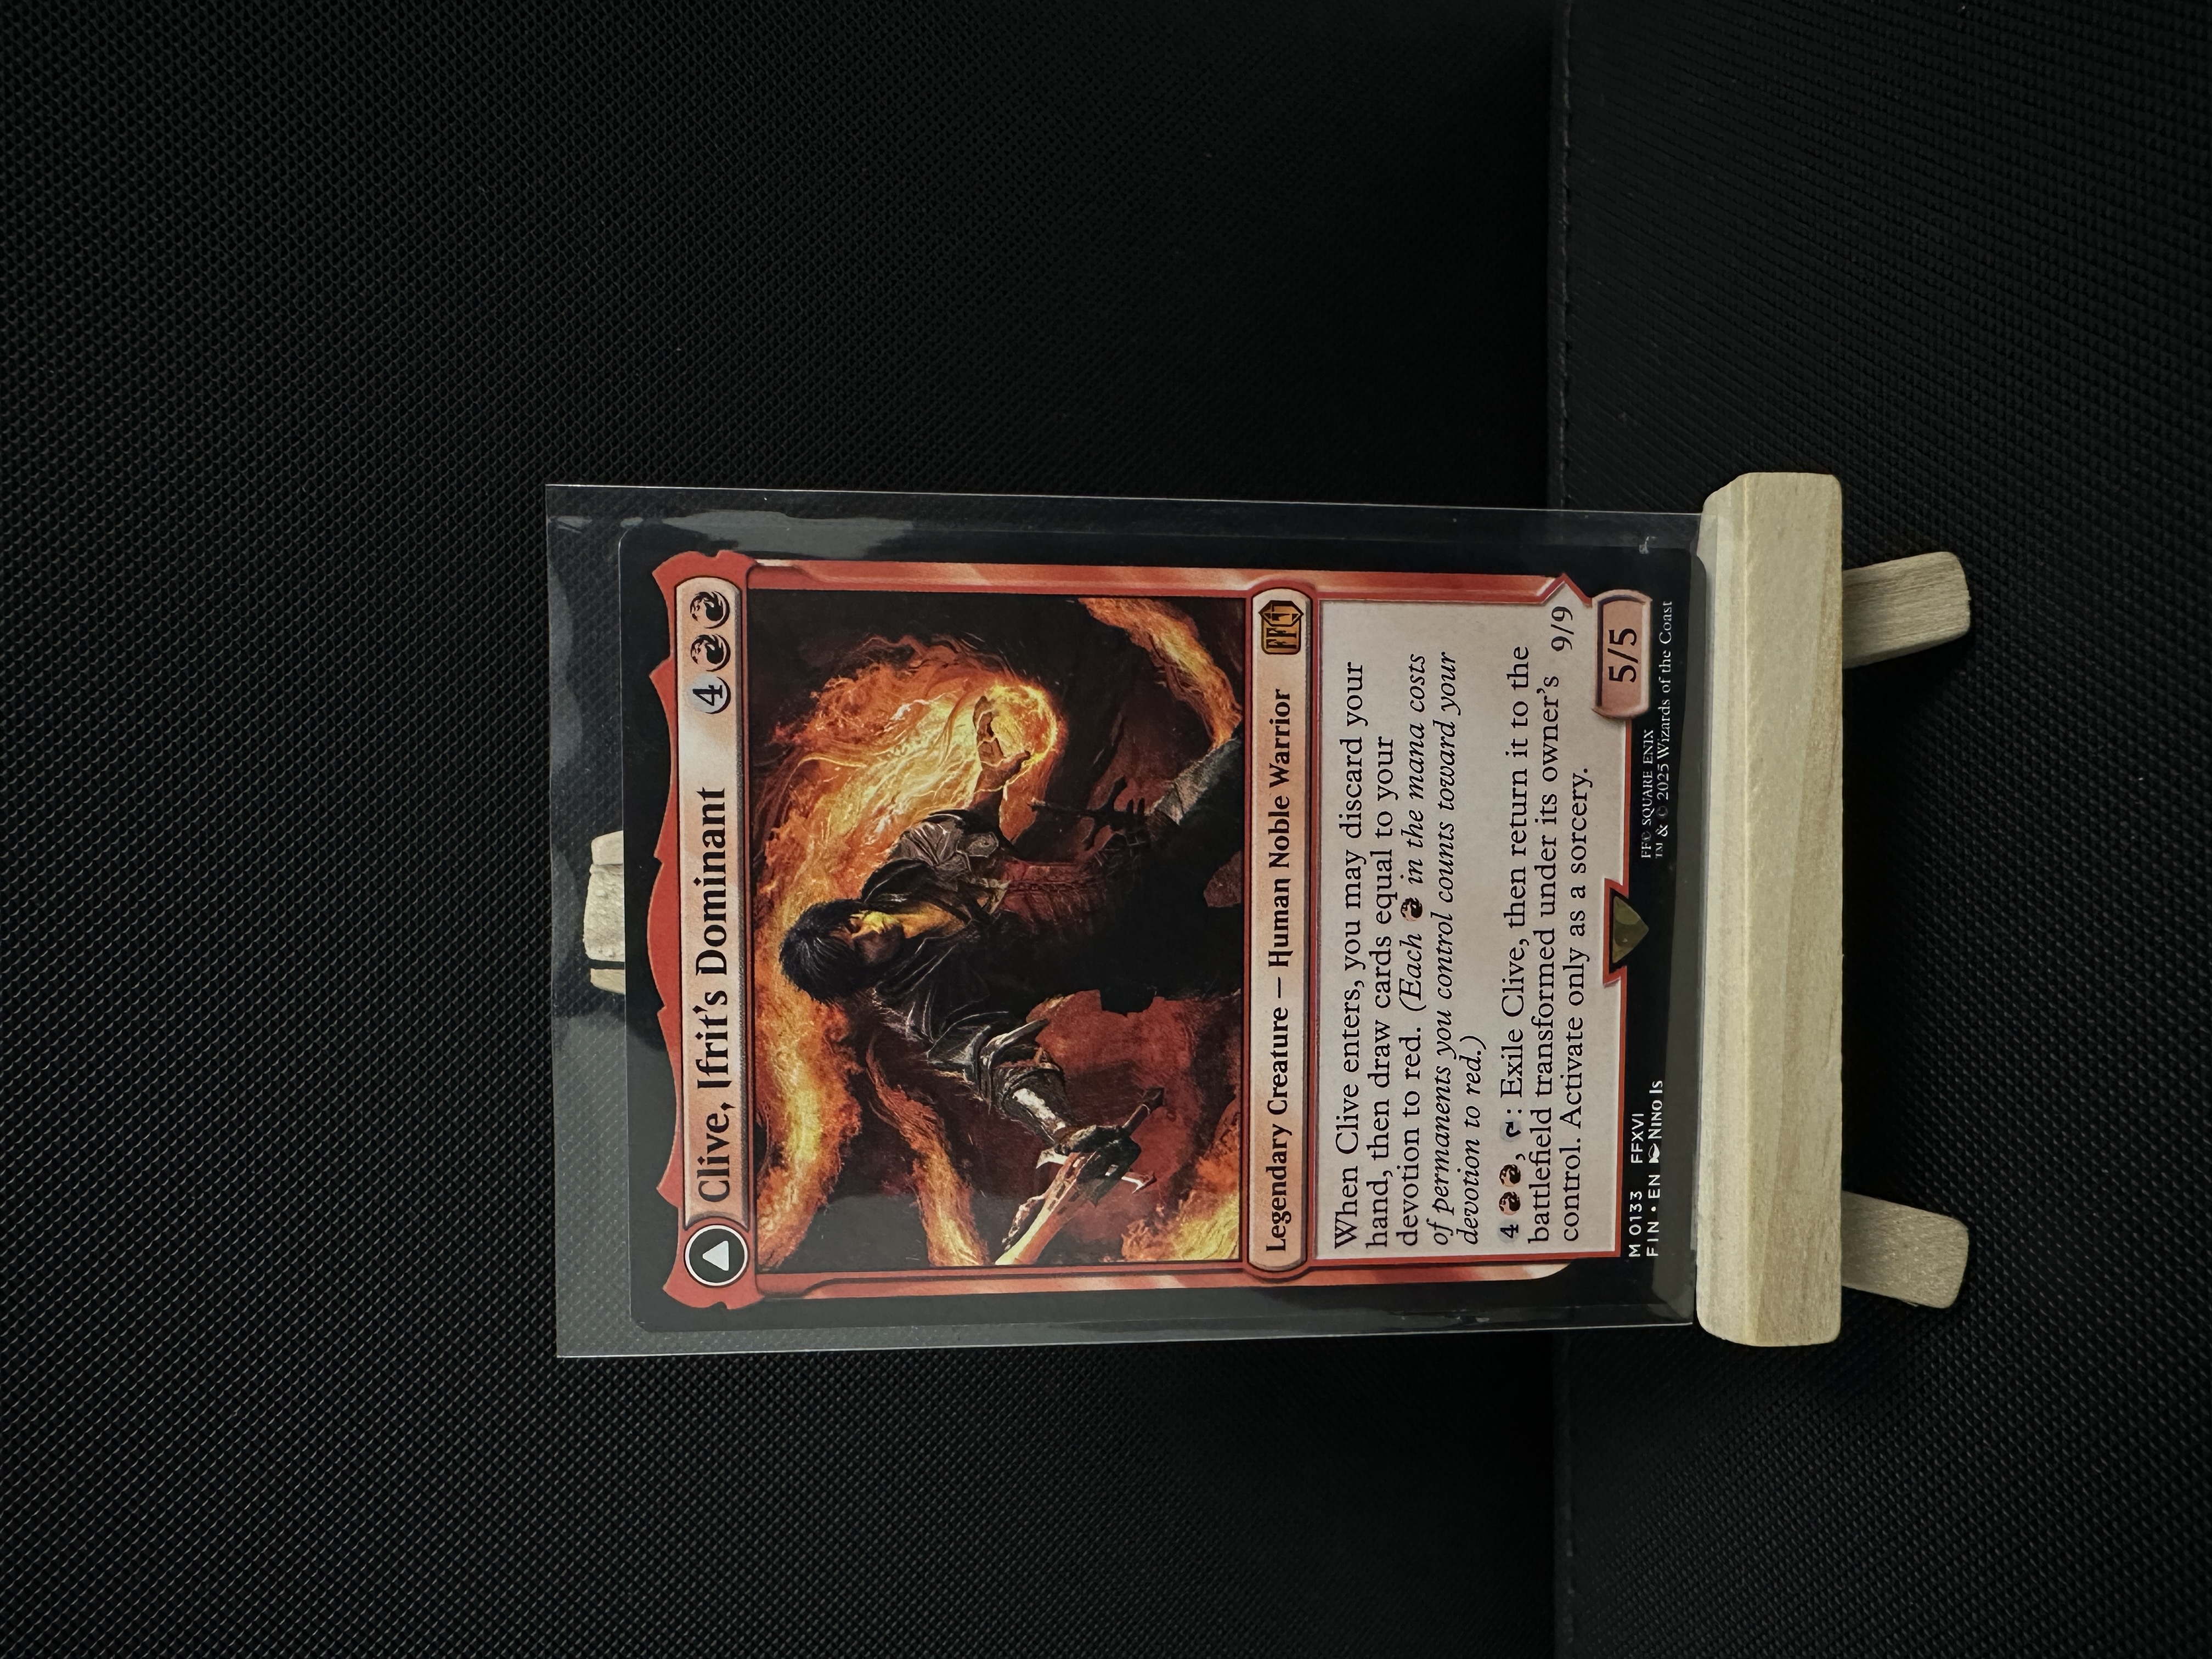 Clive, Ifrit's Dominant 4
Legendary Creature — Human Noble Warrior FF
When Clive enters, you may discard your
hand, then draw cards equal to your
devotion to red. (Each in the mana costs
of permanents you control counts toward your
devotion to red.)
4 , : Exile Clive, then return it to the
battlefield transformed under its owner's
control. Activate only as a sorcery.
9/9
5/5
M 0133 FFXVI
FIN • EN Nino Is
FF© SQUARE ENIX
™ & © 2025 Wizards of the Coast